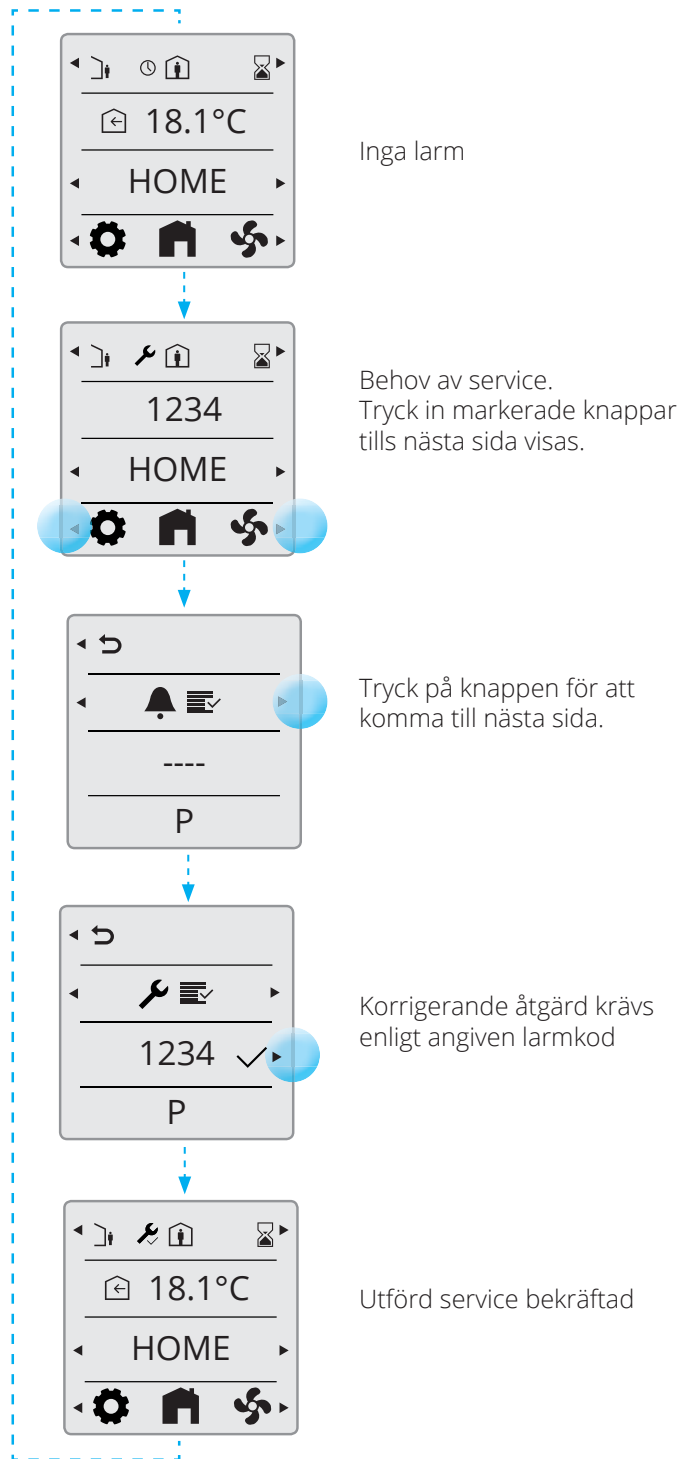 18.1°C
HOME
Inga larm
1234
HOME
Behov av service.
Tryck in markerade knappar
tills nästa sida visas.
----
P
Tryck på knappen för att
komma till nästa sida.
1234
P
Korrigerande åtgärd krävs
enligt angiven larmkod
18.1°C
HOME
Utförd service bekräftad